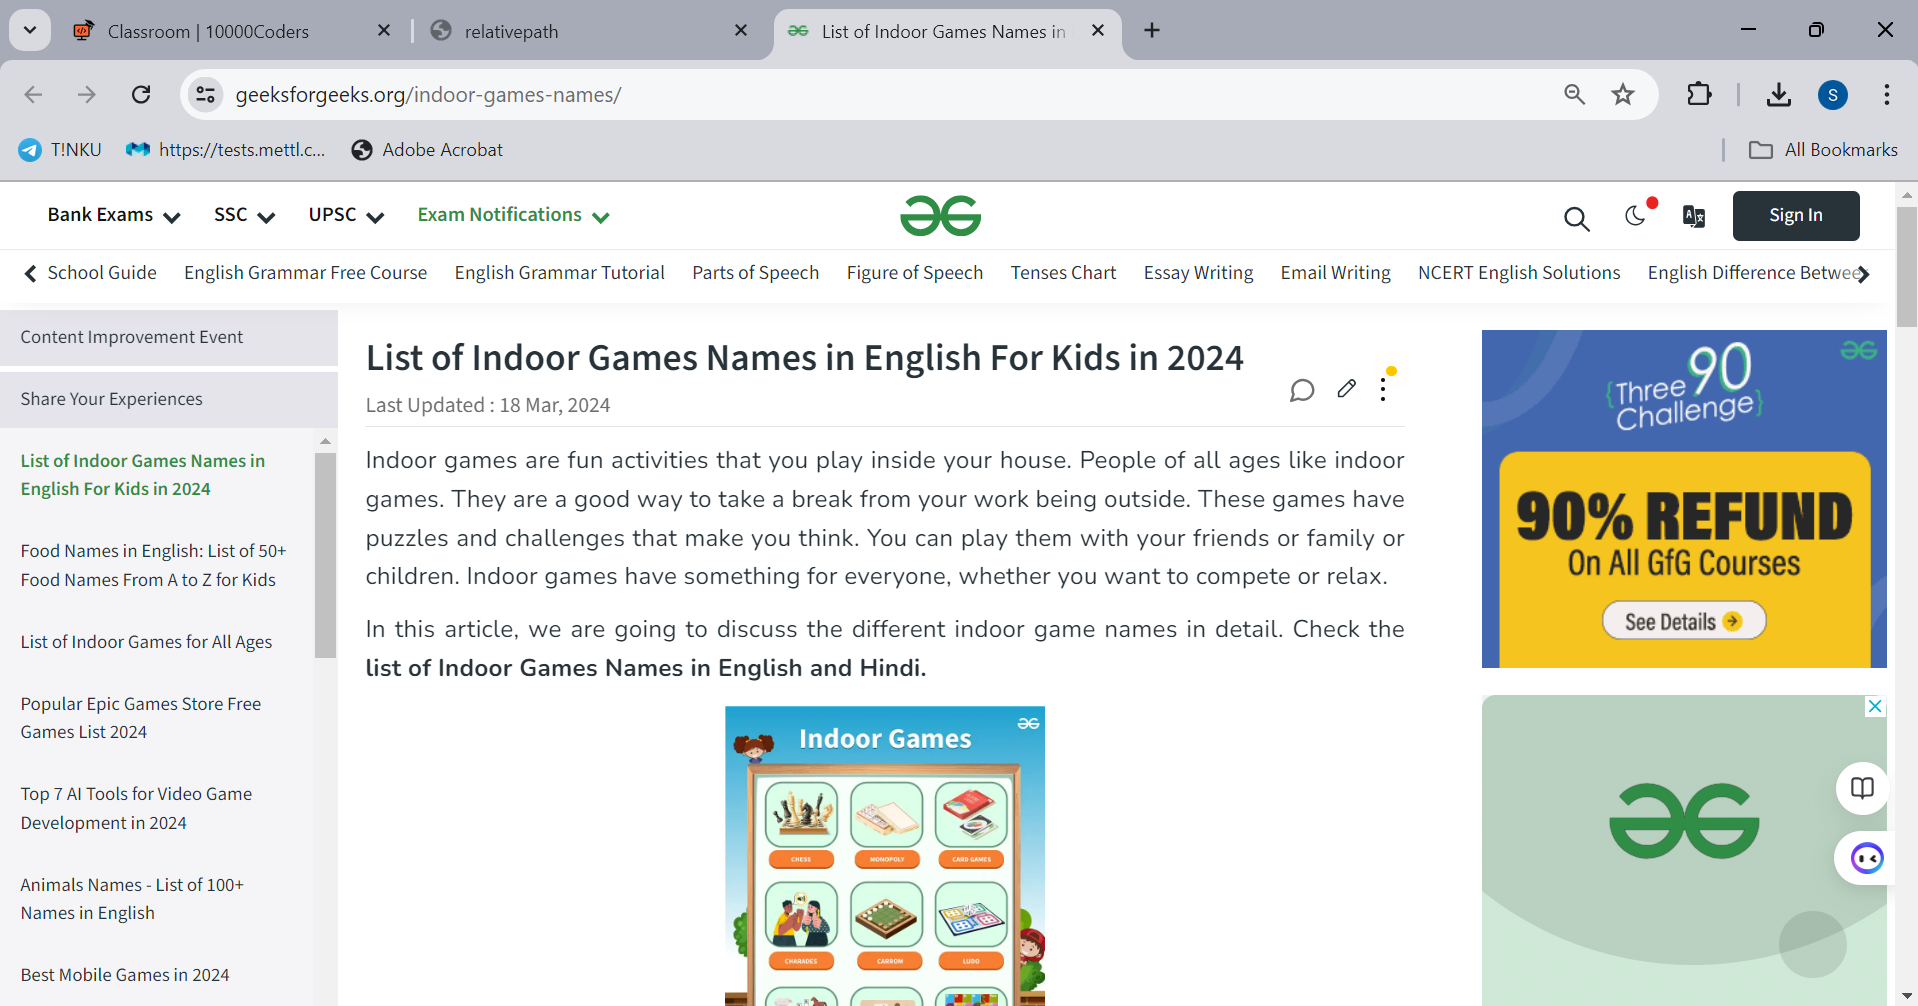 Classroom | 10000Coders
relativepath
List of Indoor Games Names in
geeksforgeeks.org/indoor-games-names/
S
T!NKU
https://tests.mettl.c...
Adobe Acrobat
All Bookmarks
Bank Exams
SSC
UPSC
Exam Notifications
Sign In
School Guide
English Grammar Free Course
English Grammar Tutorial
Parts of Speech
Figure of Speech
Tenses Chart
Essay Writing
Email Writing
NCERT English Solutions
English Difference Betwee
Content Improvement Event
Share Your Experiences
List of Indoor Games Names in
English For Kids in 2024
Food Names in English: List of 50+
Food Names From A to Z for Kids
List of Indoor Games for All Ages
Popular Epic Games Store Free
Games List 2024
Top 7 AI Tools for Video Game
Development in 2024
Animals Names - List of 100+
Names in English
Best Mobile Games in 2024
List of Indoor Games Names in English For Kids in 2024
Last Updated : 18 Mar, 2024
Indoor games are fun activities that you play inside your house. People of all ages like indoor
games. They are a good way to take a break from your work being outside. These games have
puzzles and challenges that make you think. You can play them with your friends or family or
children. Indoor games have something for everyone, whether you want to compete or relax.
In this article, we are going to discuss the different indoor game names in detail. Check the
list of Indoor Games Names in English and Hindi.
Indoor Games
CHESS
MONOPOLY
CARD GAMES
CHARADES
CARROM
LUDO
{Three 90
Challenge}
90% REFUND
On All GfG Courses
See Details